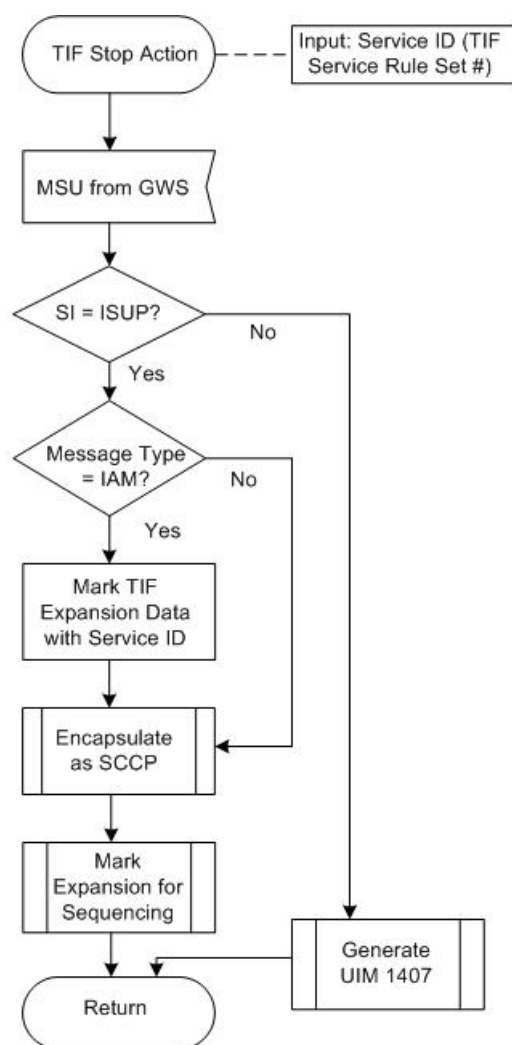 TIF Stop Action
Input: Service ID (TIF
Service Rule Set #)
MSU from GWS
SI = ISUP?
No
Yes
Message Type
= IAM?
No
Yes
Mark TIF
Expansion Data
with Service ID
Encapsulate
as SCCP
Mark
Expansion for
Sequencing
Generate
UIM 1407
Return